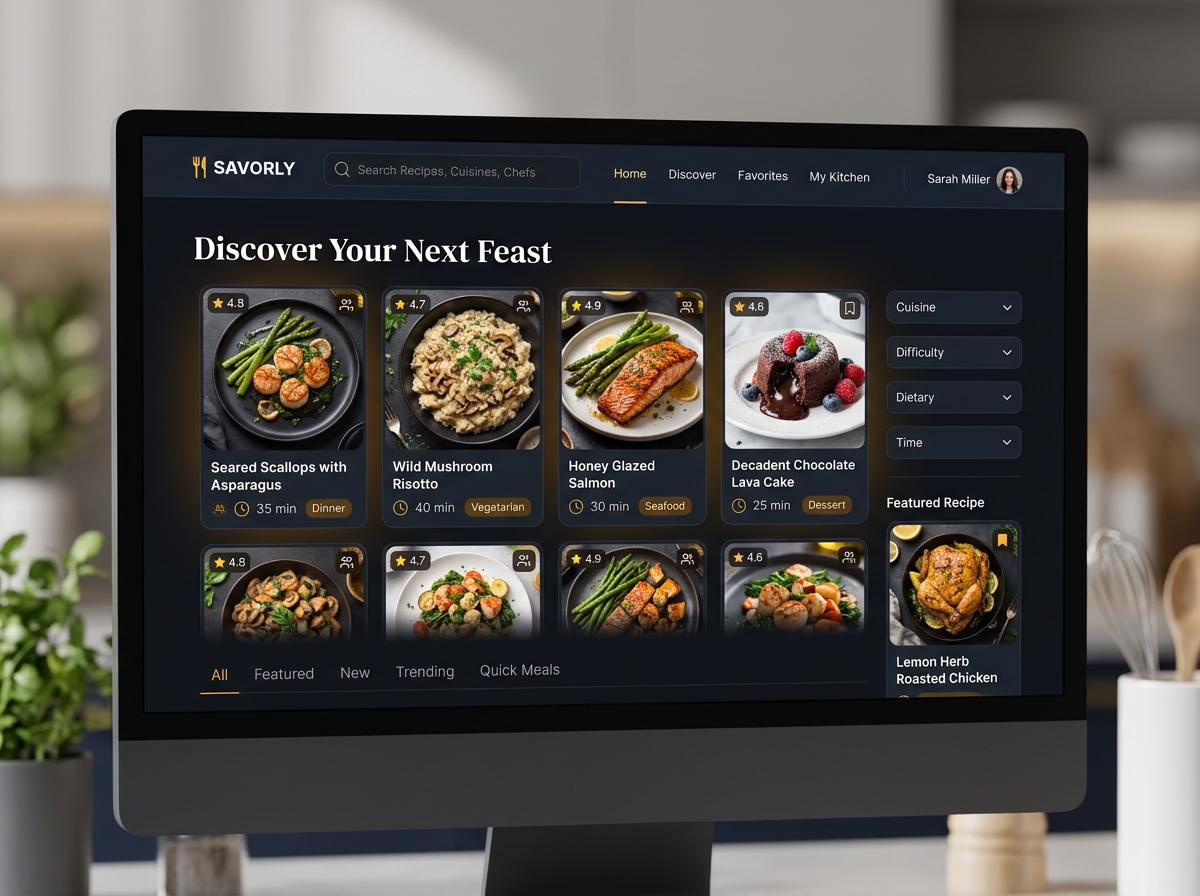 SAVORLY
Search Recipss, Cuisines, Chefs
Home
Discover
Favorites
My Kitchen
Sarah Miller
Discover Your Next Feast
4.8
4.7
4.9
4.6
Seared Scallops with
Asparagus
35 min
Dinner
Wild Mushroom
Risotto
40 min
Vegetarian
Honey Glazed
Salmon
30 min
Seafood
Decadent Chocolate
Lava Cake
25 min
Dessert
Cuisine
Difficulty
Dietary
Time
Featured Recipe
4.8
4.7
4.9
4.6
Lemon Herb
Roasted Chicken
All
Featured
New
Trending
Quick Meals